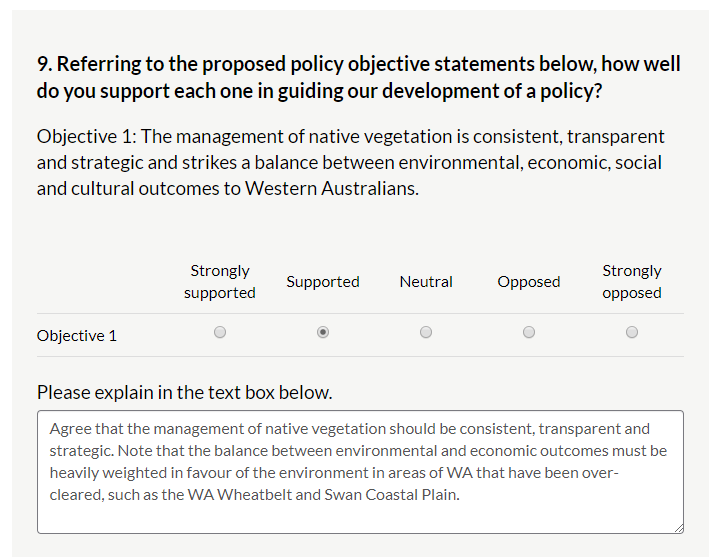 9. Referring to the proposed policy objective statements below, how well
do you support each one in guiding our development of a policy?
Objective 1: The management of native vegetation is consistent, transparent
and strategic and strikes a balance between environmental, economic, social
and cultural outcomes to Western Australians.
Strongly supported Supported Neutral Opposed Strongly opposed
Objective 1
Please explain in the text box below.
Agree that the management of native vegetation should be consistent, transparent and
strategic. Note that the balance between environmental and economic outcomes must be
heavily weighted in favour of the environment in areas of WA that have been over-
cleared, such as the WA Wheatbelt and Swan Coastal Plain.